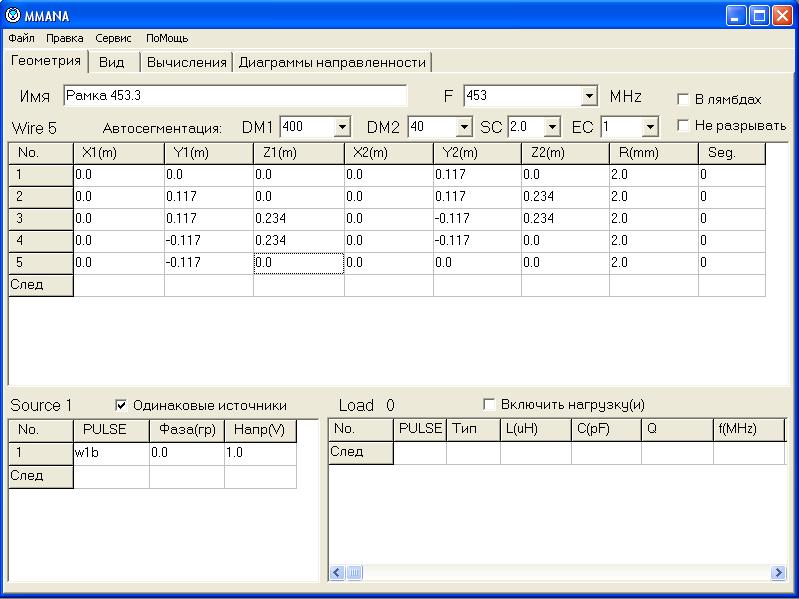 MMANA
Файл Правка Сервис ПоМощь
Геометрия Вид Вычисления Диаграммы направленности
Имя Рамка 453.3 F 453 MHz В лямбдах
Wire 5 Автосегментация: DM1 400 DM2 40 SC 2.0 EC 1 Не разрывать
No. X1(m) Y1(m) Z1(m) X2(m) Y2(m) Z2(m) R(mm) Seg.
1 0.0 0.0 0.0 0.0 0.117 0.0 2.0 0
2 0.0 0.117 0.0 0.0 0.117 0.234 2.0 0
3 0.0 0.117 0.234 0.0 -0.117 0.234 2.0 0
4 0.0 -0.117 0.234 0.0 -0.117 0.0 2.0 0
5 0.0 -0.117 0.0 0.0 0.0 0.0 2.0 0
След
Source 1 Одинаковые источники Load 0 Включить нагрузку(и)
No. PULSE Фаза(гр) Напр(V) No. PULSE Тип L(uH) C(pF) Q f(MHz)
1 w1b 0.0 1.0 След
След